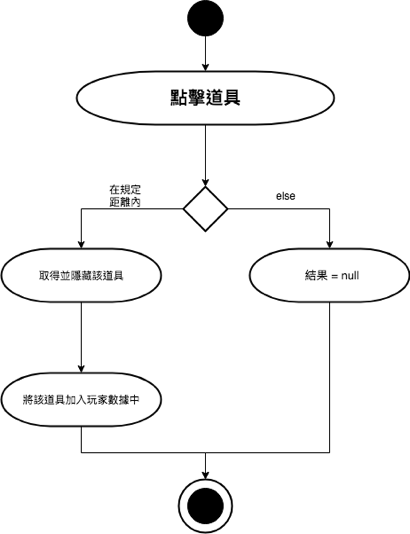 點擊道具
在規定
距離內
else
取得並隱藏該道具
結果 = null
將該道具加入玩家數據中